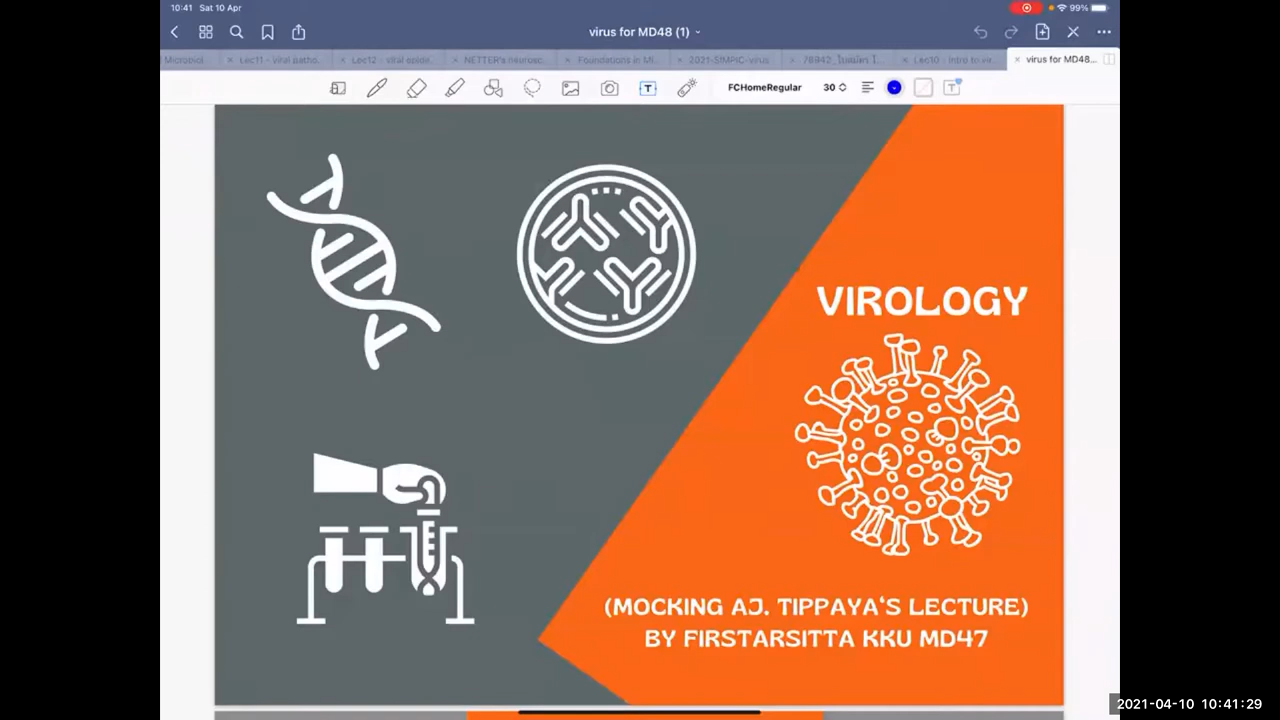 10:41 Sat 10 Apr
99%
virus for MD48 (1)
Microbiol
Lec11 - viral patho.
Lec12 - viral epide.
NETTER's neurosc.
Foundations in Mi.
2021-SIMPIC-virus
Lec10 - Intro to vir.
virus for MD48...
FCHomeRegular
30
VIROLOGY
(MOCKING AJ. TIPPAYA'S LECTURE)
BY FIRSTARSITTA KKU MD47
2021-04-10 10:41:29